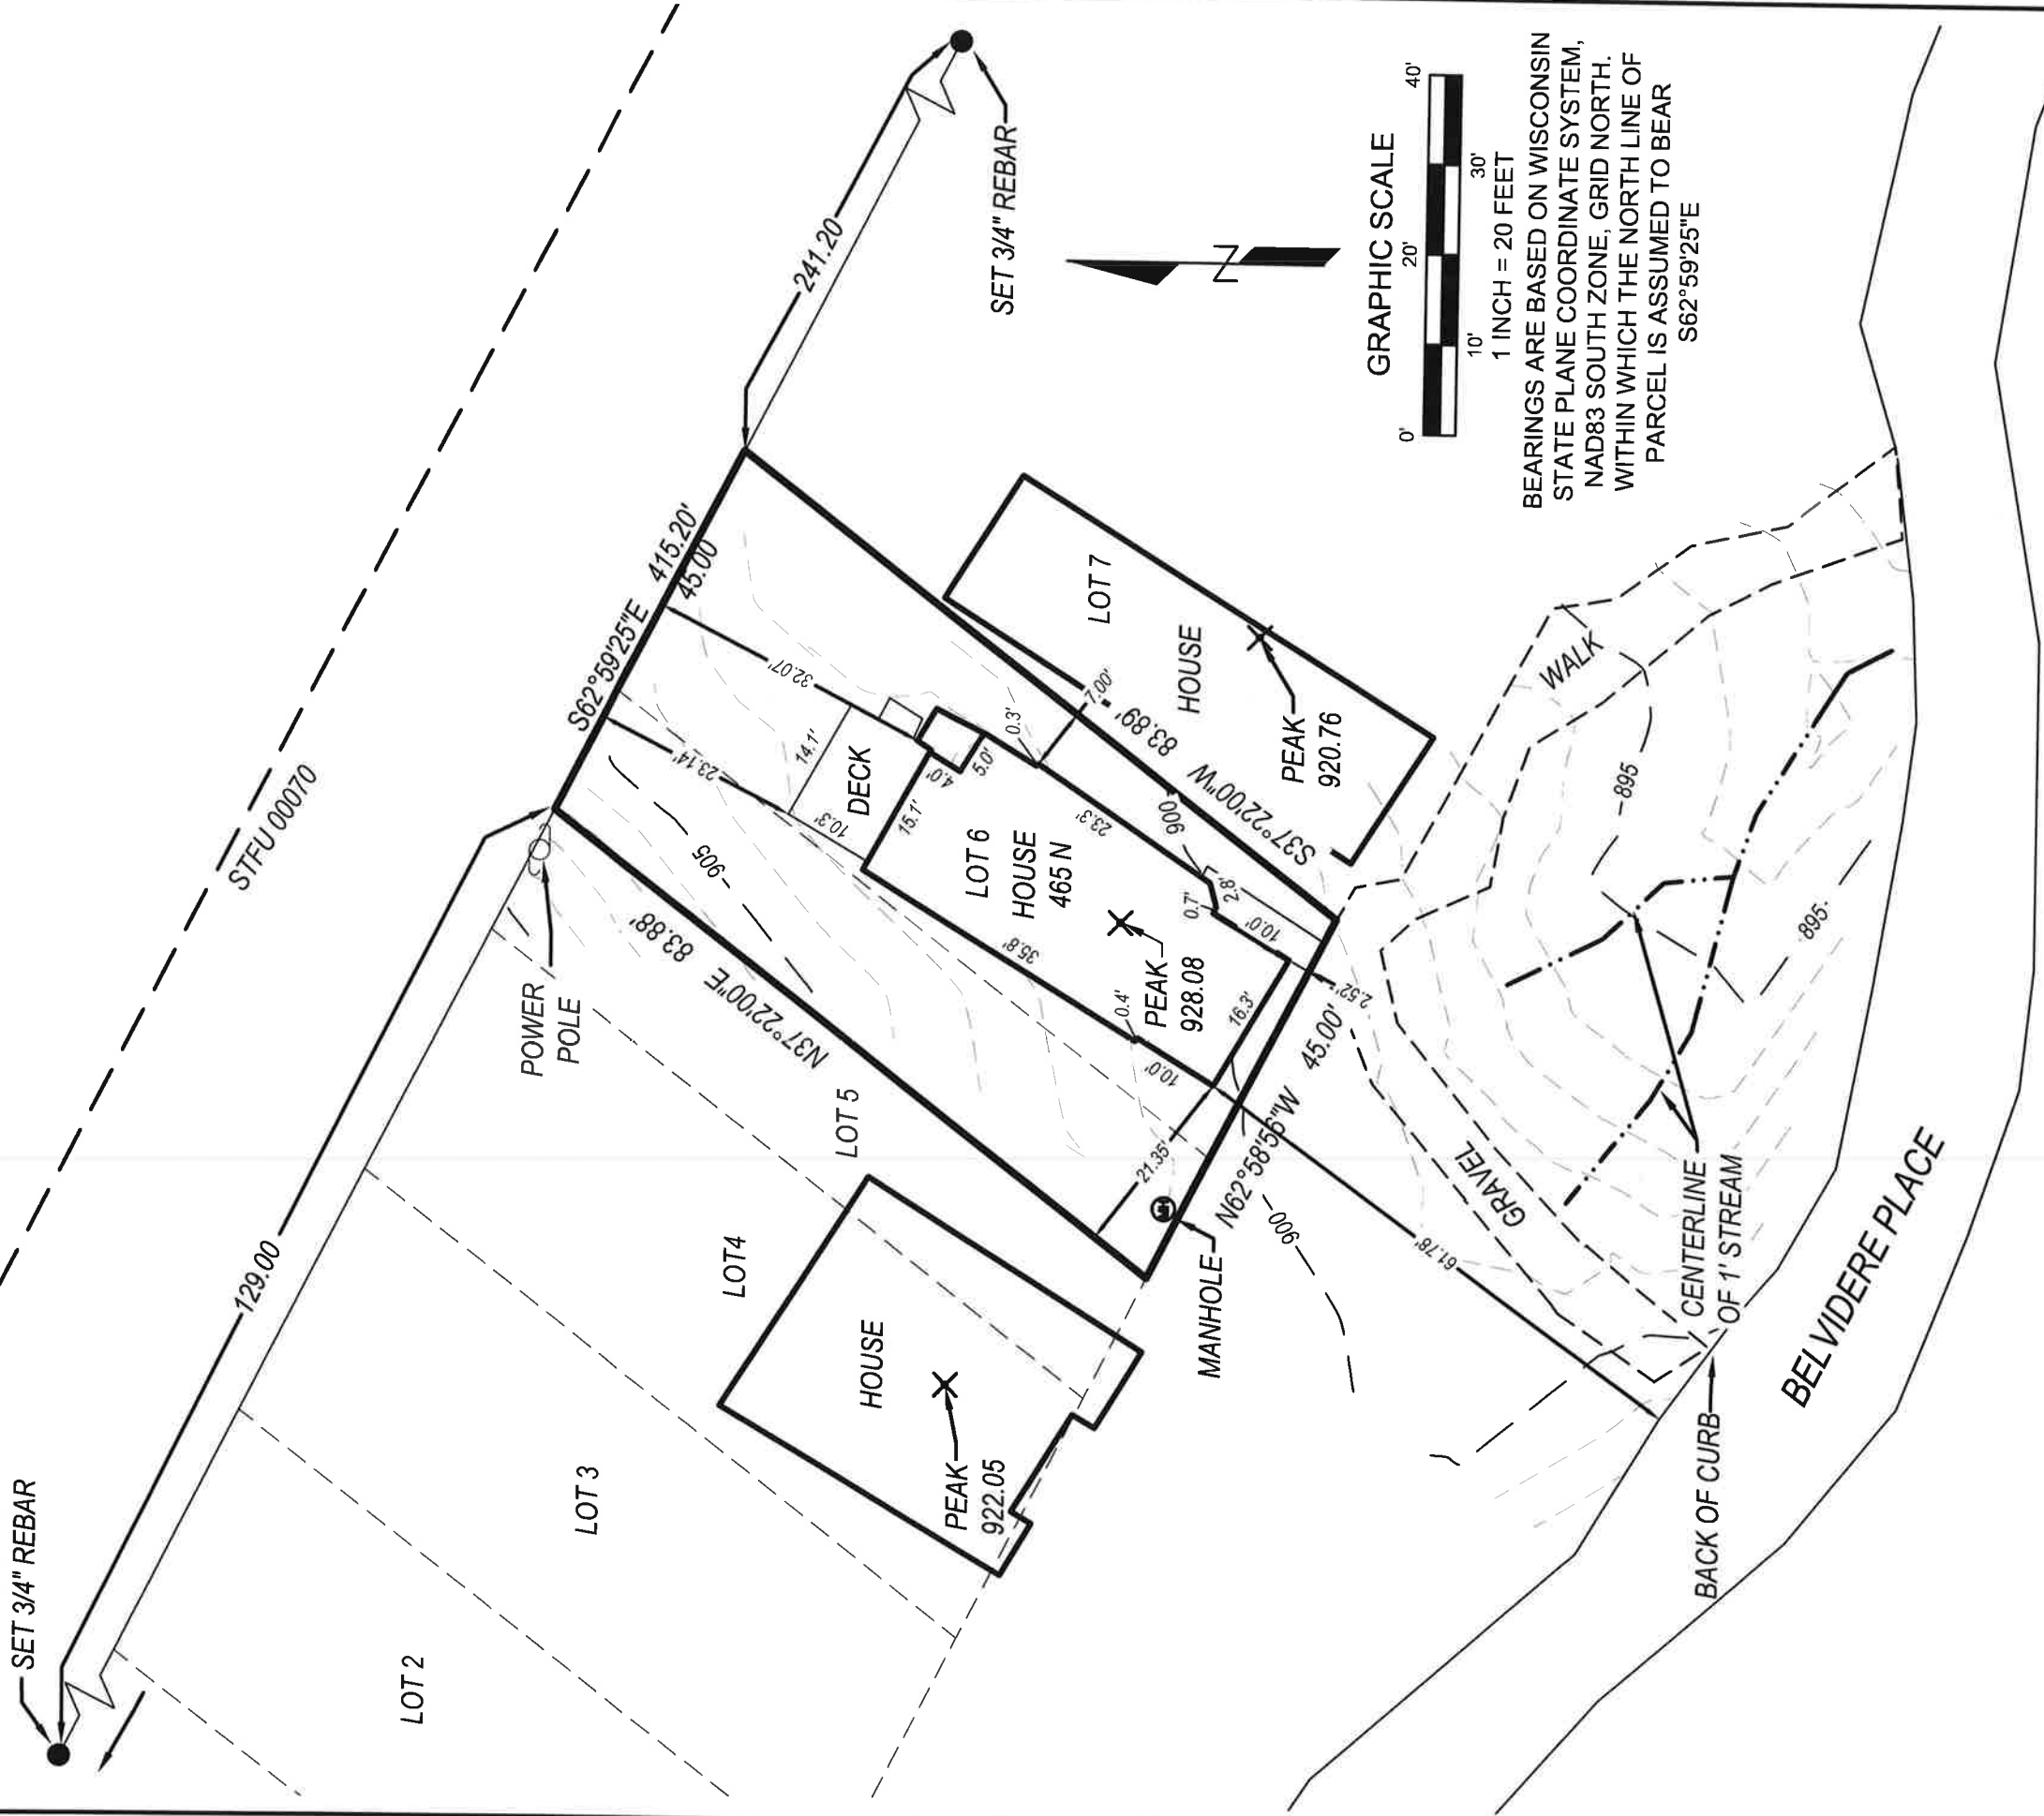 SET 3/4" REBAR
129.00
STFU 00070
241.20
SET 3/4" REBAR
S62°59'25"E 415.20'
45.00
POWER
POLE
LOT 2
LOT 3
LOT4
LOT 5
HOUSE
PEAK
922.05
N37°22'00"E 83.88'
905
23.14'
32.07'
14.1'
10.3'
DECK
15.1'
4.0'
5.0'
0.3'
7.00'
LOT 6
HOUSE
465 N
23.3'
35.8'
PEAK
928.08
0.4'
10.0'
16.3'
0.7'
2.8'
10.0'
900
2.52'
21.35'
S37°22'00"W 83.89'
LOT 7
HOUSE
PEAK
920.76
N62°58'56"W 45.00'
MH
MANHOLE
900
61.78'
GRAVEL
WALK
895
895
CENTERLINE
OF 1' STREAM
BACK OF CURB
BELVIDERE PLACE
N
GRAPHIC SCALE
0'
10'
20'
30'
40'
1 INCH = 20 FEET
BEARINGS ARE BASED ON WISCONSIN
STATE PLANE COORDINATE SYSTEM,
NAD83 SOUTH ZONE, GRID NORTH.
WITHIN WHICH THE NORTH LINE OF
PARCEL IS ASSUMED TO BEAR
S62°59'25"E